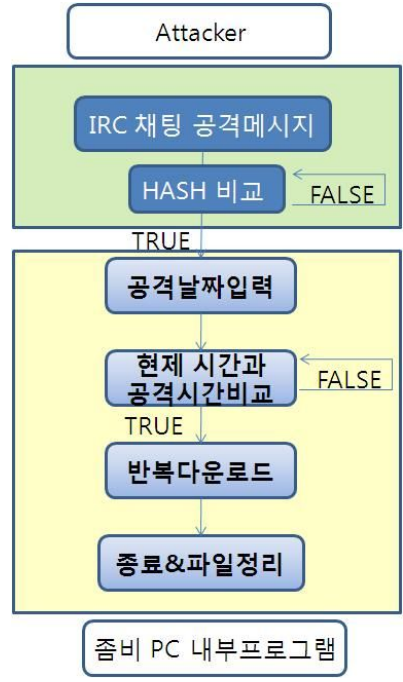 Attacker
IRC 채팅 공격메시지
HASH 비교
FALSE
TRUE
공격날짜입력
현제 시간과
공격시간비교
FALSE
TRUE
반복다운로드
종료&파일정리
좀비 PC 내부프로그램